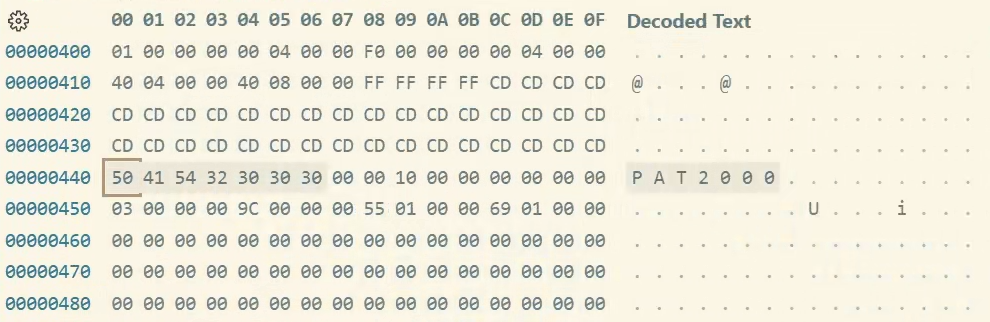 00 01 02 03 04 05 06 07 08 09 0A 0B 0C 0D 0E 0F Decoded Text
00000400 01 00 00 00 00 04 00 00 F0 00 00 00 00 04 00 00 . . . . . . . . . . . . . . . .
00000410 40 04 00 00 40 08 00 00 FF FF FF FF CD CD CD CD @ . . . @ . . . . . . . . . . .
00000420 CD CD CD CD CD CD CD CD CD CD CD CD CD CD CD CD . . . . . . . . . . . . . . . .
00000430 CD CD CD CD CD CD CD CD CD CD CD CD CD CD CD CD . . . . . . . . . . . . . . . .
00000440 50 41 54 32 30 30 30 00 00 10 00 00 00 00 00 00 P A T 2 0 0 0 . . . . . . . . .
00000450 03 00 00 00 9C 00 00 00 55 01 00 00 69 01 00 00 . . . . . . . . U . . . i . . .
00000460 00 00 00 00 00 00 00 00 00 00 00 00 00 00 00 00 . . . . . . . . . . . . . . . .
00000470 00 00 00 00 00 00 00 00 00 00 00 00 00 00 00 00 . . . . . . . . . . . . . . . .
00000480 00 00 00 00 00 00 00 00 00 00 00 00 00 00 00 00 . . . . . . . . . . . . . . . .